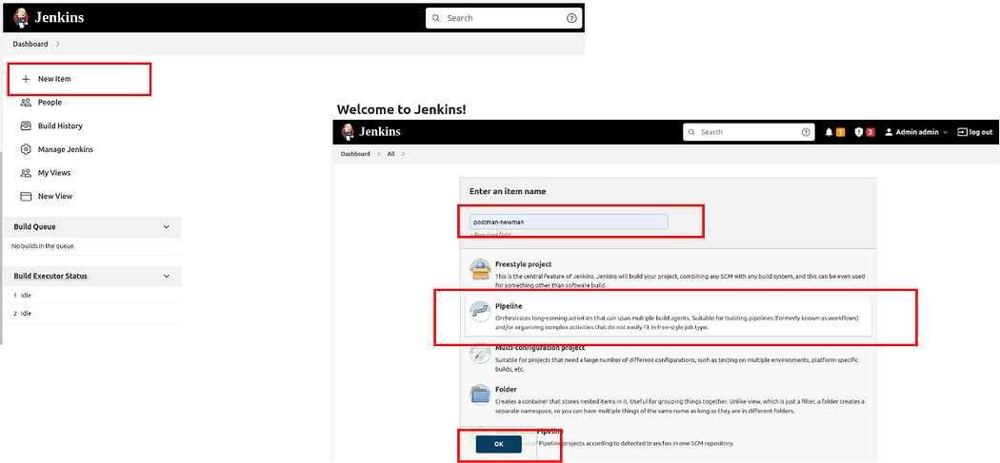 Jenkins
Search
Dashboard
New Item
People
Build History
Manage Jenkins
My Views
New View
Build Queue
No builds in the queue.
Build Executor Status
1 Idle
2 Idle
Welcome to Jenkins!
Jenkins
Search
1
3
Admin admin
log out
Dashboard
All
Enter an item name
postman-newman
» Required field
Freestyle project
This is the central feature of Jenkins. Jenkins will build your project, combining any SCM with any build system, and this can be even used
for something other than software build.
Pipeline
Orchestrates long-running activities that can span multiple build agents. Suitable for building pipelines (formerly known as workflows)
and/or organizing complex activities that do not easily fit in free-style job type.
Multi-configuration project
Suitable for projects that need a large number of different configurations, such as testing on multiple environments, platform-specific
builds, etc.
Folder
Creates a container that stores nested items in it. Useful for grouping things together. Unlike view, which is just a filter, a folder creates a
separate namespace, so you can have multiple things of the same name as long as they are in different folders.
Pipeline
OK
of Pipeline projects according to detected branches in one SCM repository.